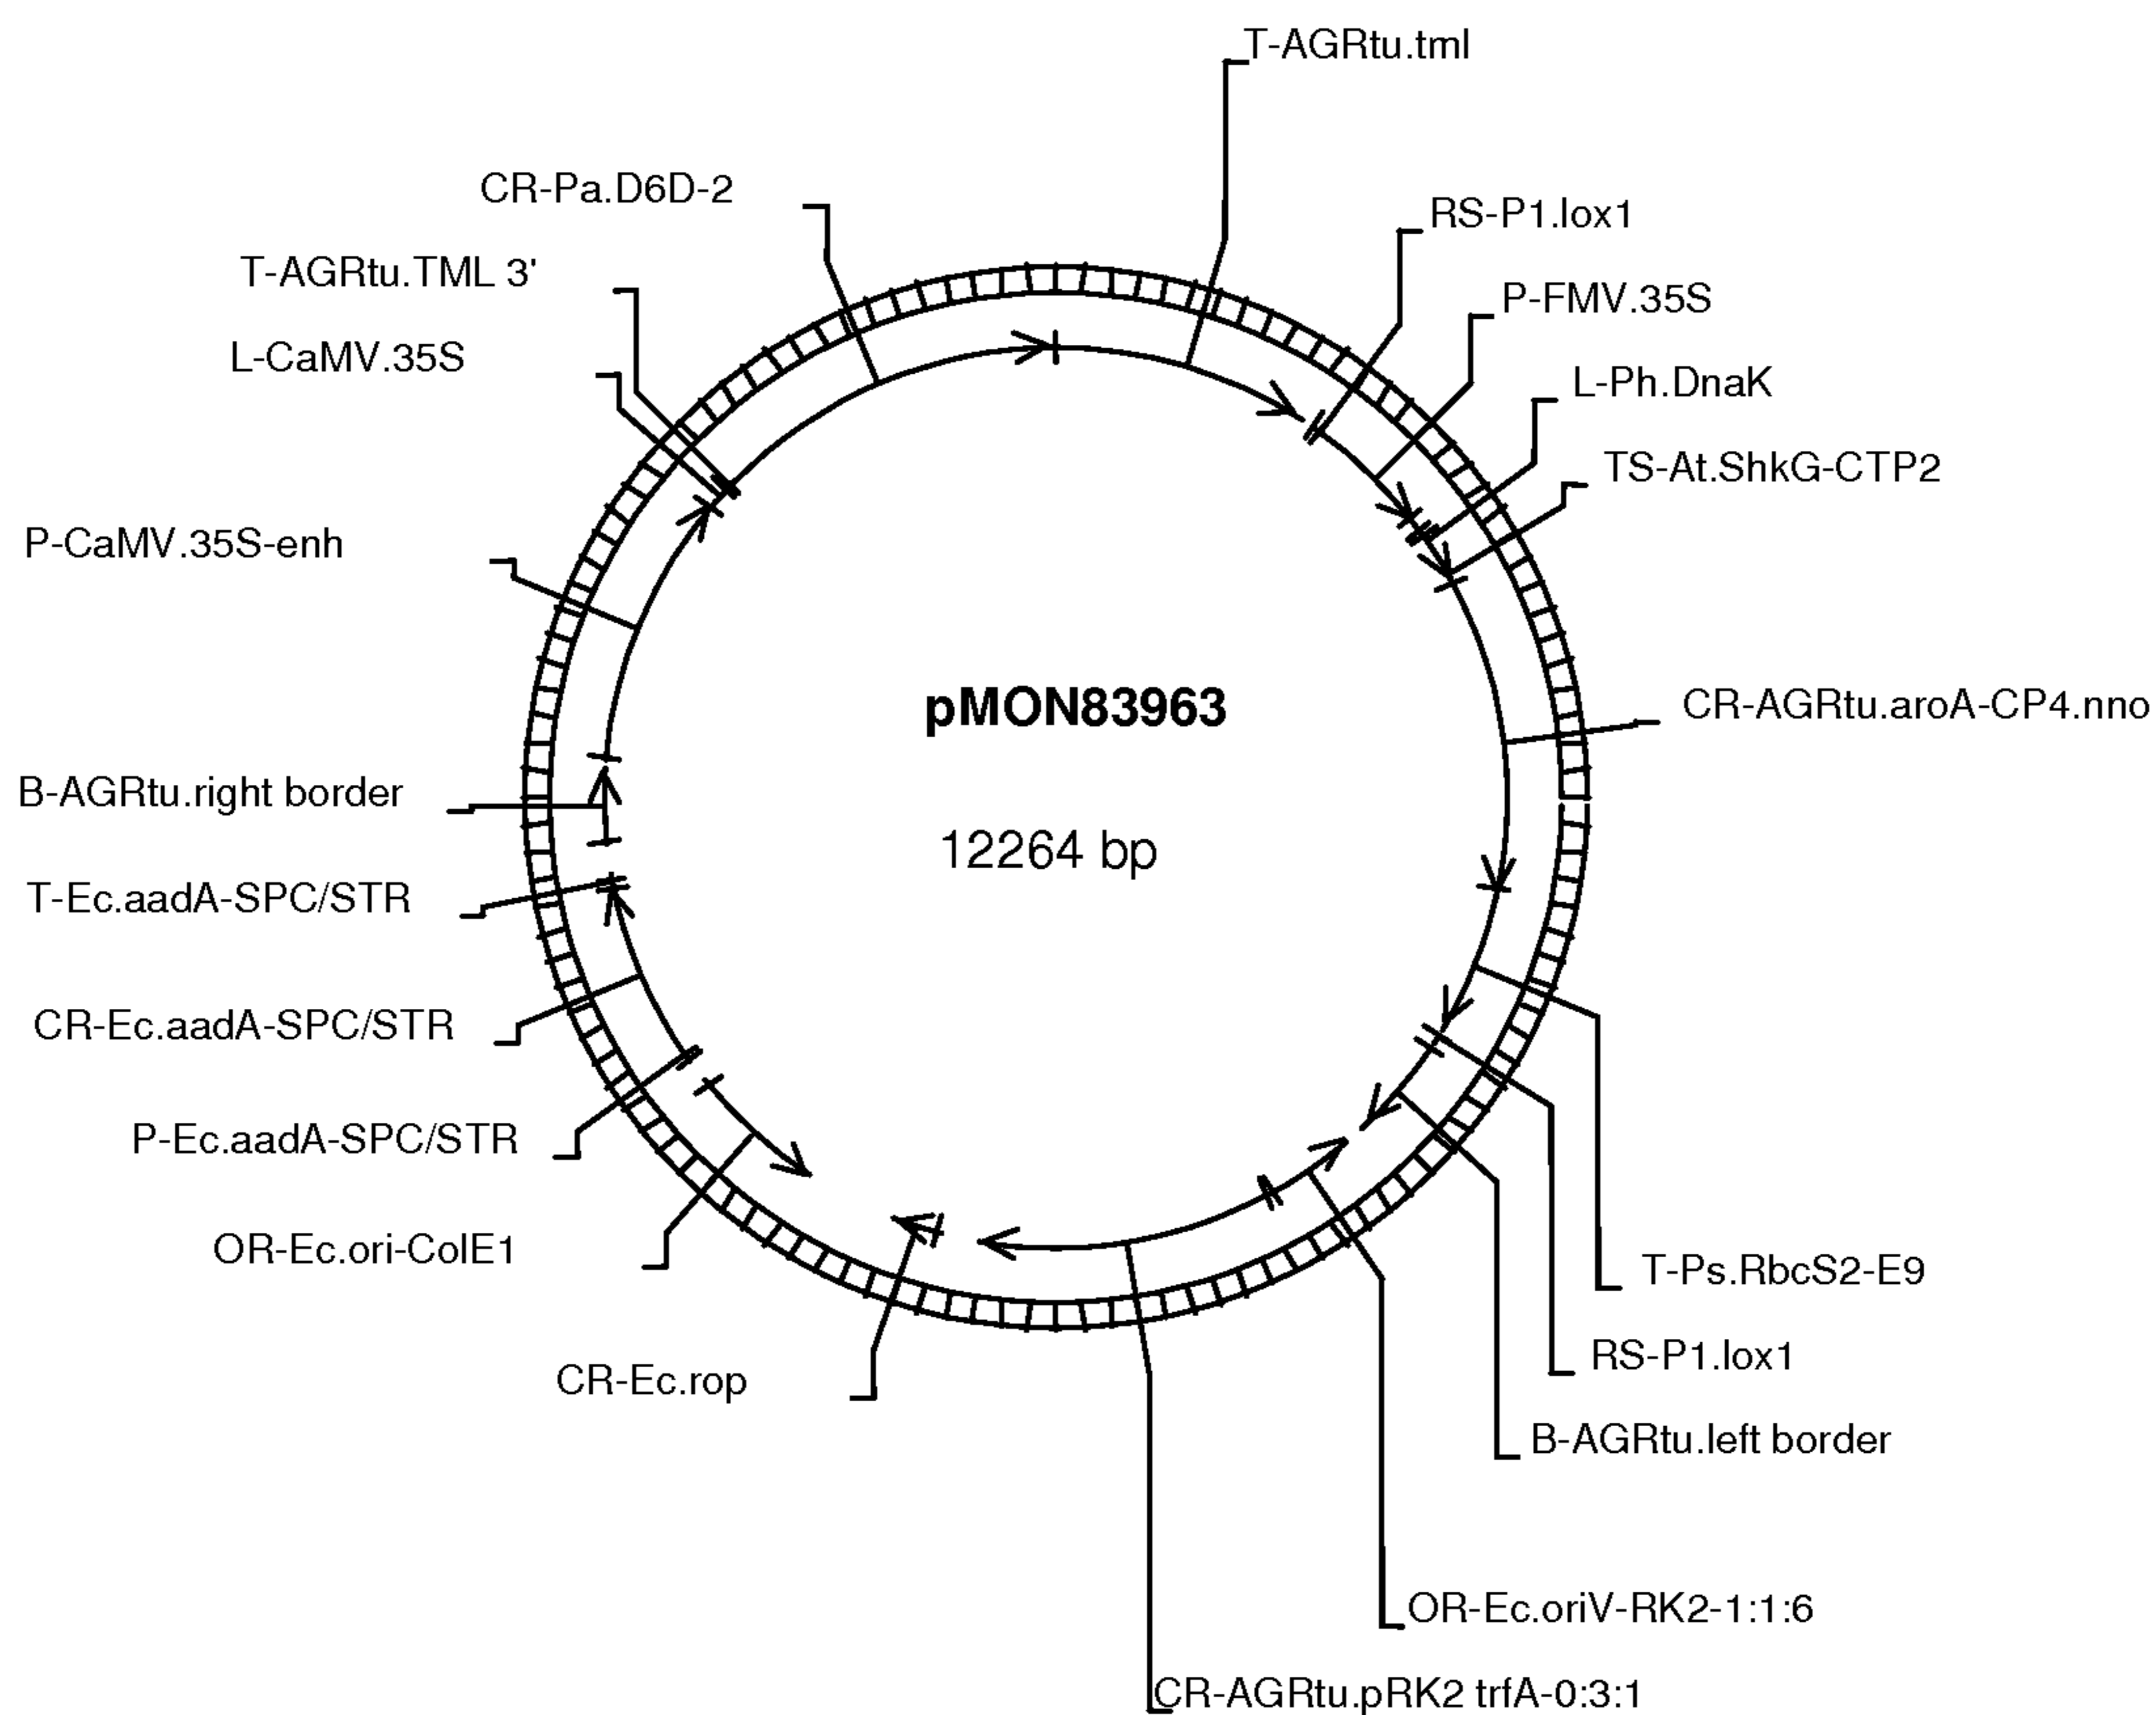 T-AGRtu.tml
CR-Pa.D6D-2
RS-P1.lox1
T-AGRtu.TML 3'
P-FMV.35S
L-CaMV.35S
L-Ph.DnaK
TS-At.ShkG-CTP2
P-CaMV.35S-enh
pMON83963
CR-AGRtu.aroA-CP4.nno
B-AGRtu.right border
12264 bp
T-Ec.aadA-SPC/STR
CR-Ec.aadA-SPC/STR
P-Ec.aadA-SPC/STR
OR-Ec.ori-ColE1
T-Ps.RbcS2-E9
RS-P1.lox1
CR-Ec.rop
B-AGRtu.left border
OR-Ec.oriV-RK2-1:1:6
CR-AGRtu.pRK2 trfA-0:3:1